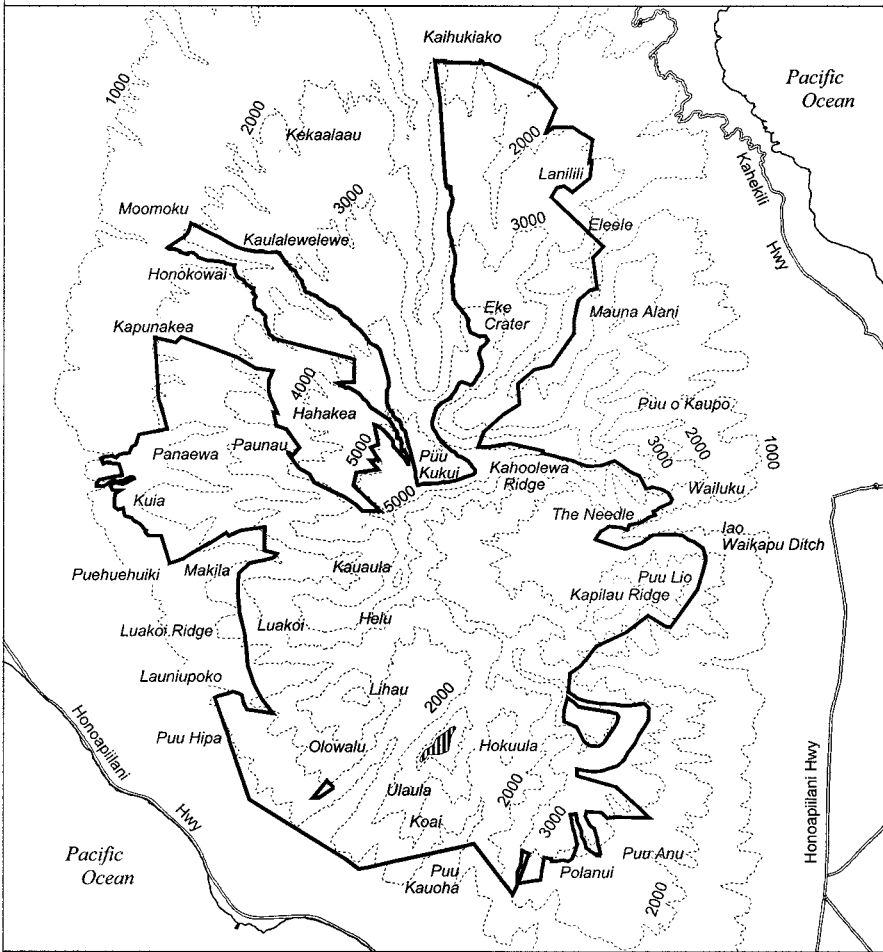 Kaihukiako
Pacific
Ocean
1000
2000
Kekaalaau
2000
Kahekili
Hwy
Lanilili
3000
Moomoku
3000
Eleele
Kaulalewelewe
Honokowai
Eke
Crater
Mauna Alani
Kapunakea
4000
Hahakea
Puu o Kaupo
Panaewa
Paunau
5000
Puu
Kukui
Kahoolewa
Ridge
3000
2000
1000
Wailuku
5000
Kuia
The Needle
Iao
Waikapu Ditch
Puehuehuiki
Makila
Kauaula
Puu Lio
Kapilau Ridge
Luakoi Ridge
Luakoi
Helu
Launiupoko
Lihau
2000
Honoapiilani
Hwy
Puu Hipa
Olowalu
Hokuula
Ulaula
2000
Koai
3000
Honoapiilani Hwy
Pacific
Ocean
Puu
Kauoha
Polanui
Puu Anu
2000